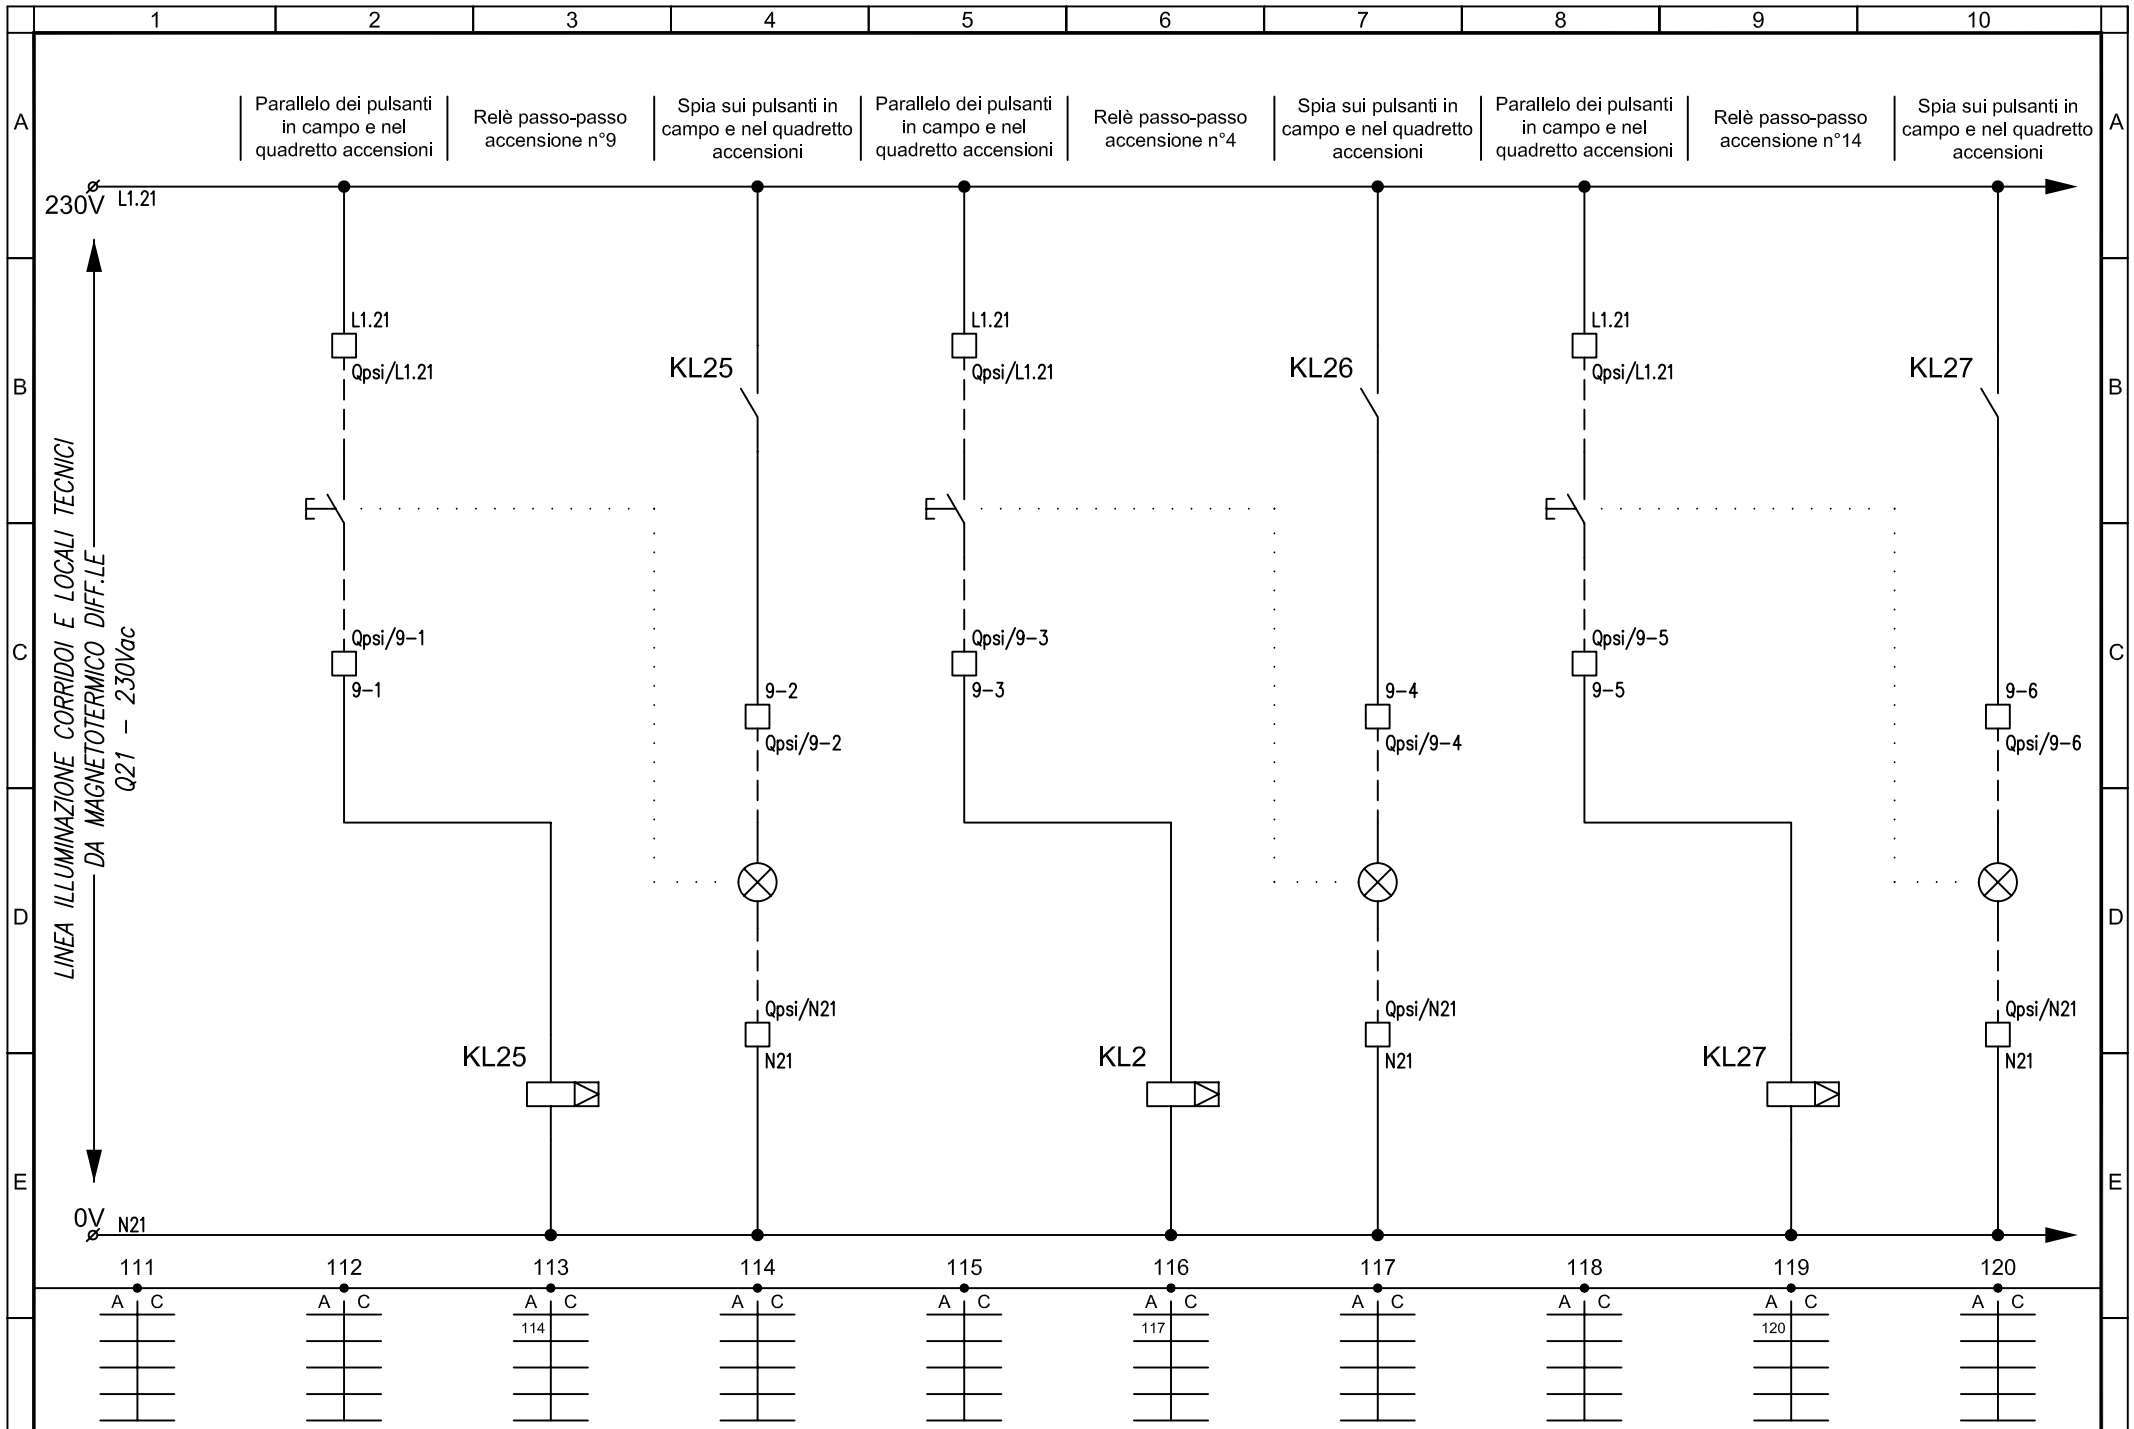 1 2 3 4 5 6 7 8 9 10
A A
Parallelo dei pulsanti
in campo e nel
quadretto accensioni
Relè passo-passo
accensione n°9
Spia sui pulsanti in
campo e nel quadretto
accensioni
Parallelo dei pulsanti
in campo e nel
quadretto accensioni
Relè passo-passo
accensione n°4
Spia sui pulsanti in
campo e nel quadretto
accensioni
Parallelo dei pulsanti
in campo e nel
quadretto accensioni
Relè passo-passo
accensione n°14
Spia sui pulsanti in
campo e nel quadretto
accensioni
230V L1.21
L1.21 L1.21 L1.21
Qpsi/L1.21 KL25 Qpsi/L1.21 KL26 Qpsi/L1.21 KL27
B B
LINEA ILLUMINAZIONE CORRIDOI E LOCALI TECNICI
DA MAGNETOTERMICO DIFF.LE
Q21 - 230Vac
Qpsi/9-1 Qpsi/9-3 Qpsi/9-5
C C
9-1 9-2 9-3 9-4 9-5 9-6
Qpsi/9-2 Qpsi/9-4 Qpsi/9-6
D D
Qpsi/N21 Qpsi/N21 Qpsi/N21
KL25 N21 KL2 N21 KL27 N21
E E
0V N21
111 112 113 114 115 116 117 118 119 120
A C A C A C A C A C A C A C A C A C A C
114 117 120